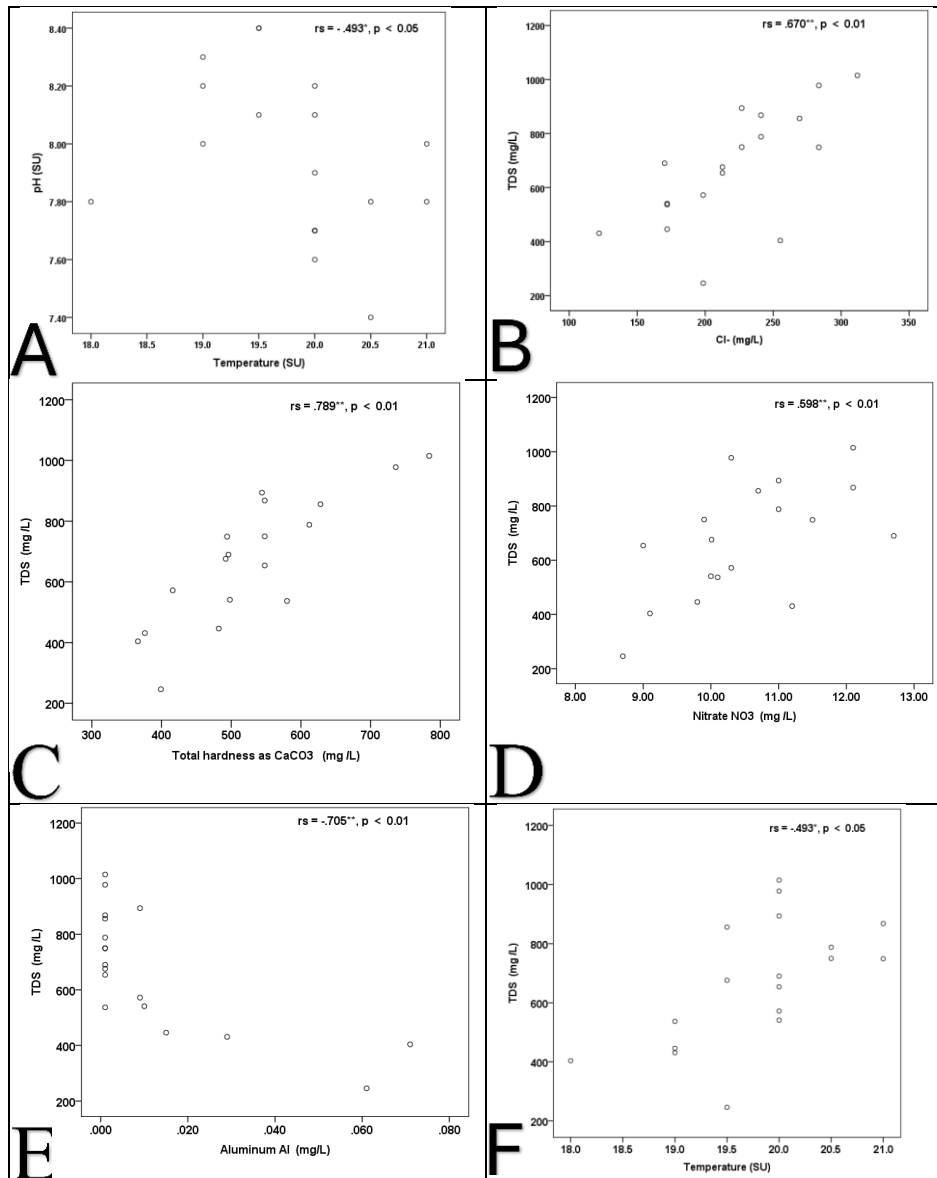 rs = -.493*, p < 0.05
8.40
8.20
8.00
7.80
7.60
7.40
pH (SU)
18.0 18.5 19.0 19.5 20.0 20.5 21.0
Temperature (SU)
A
rs = .670**, p < 0.01
1200
1000
800
600
400
200
TDS (mg/L)
100 150 200 250 300 350
Cl- (mg/L)
B
rs = .789**, p < 0.01
1200
1000
800
600
400
200
TDS (mg /L)
300 400 500 600 700 800
Total hardness as CaCO3 (mg /L)
C
rs = .598**, p < 0.01
1200
1000
800
600
400
200
TDS (mg /L)
8.00 9.00 10.00 11.00 12.00 13.00
Nitrate NO3 (mg /L)
D
rs = -.705**, p < 0.01
1200
1000
800
600
400
200
TDS (mg /L)
.000 .020 .040 .060 .080
Aluminum Al (mg/L)
E
rs = -.493*, p < 0.05
1200
1000
800
600
400
200
TDS (mg /L)
18.0 18.5 19.0 19.5 20.0 20.5 21.0
Temperature (SU)
F